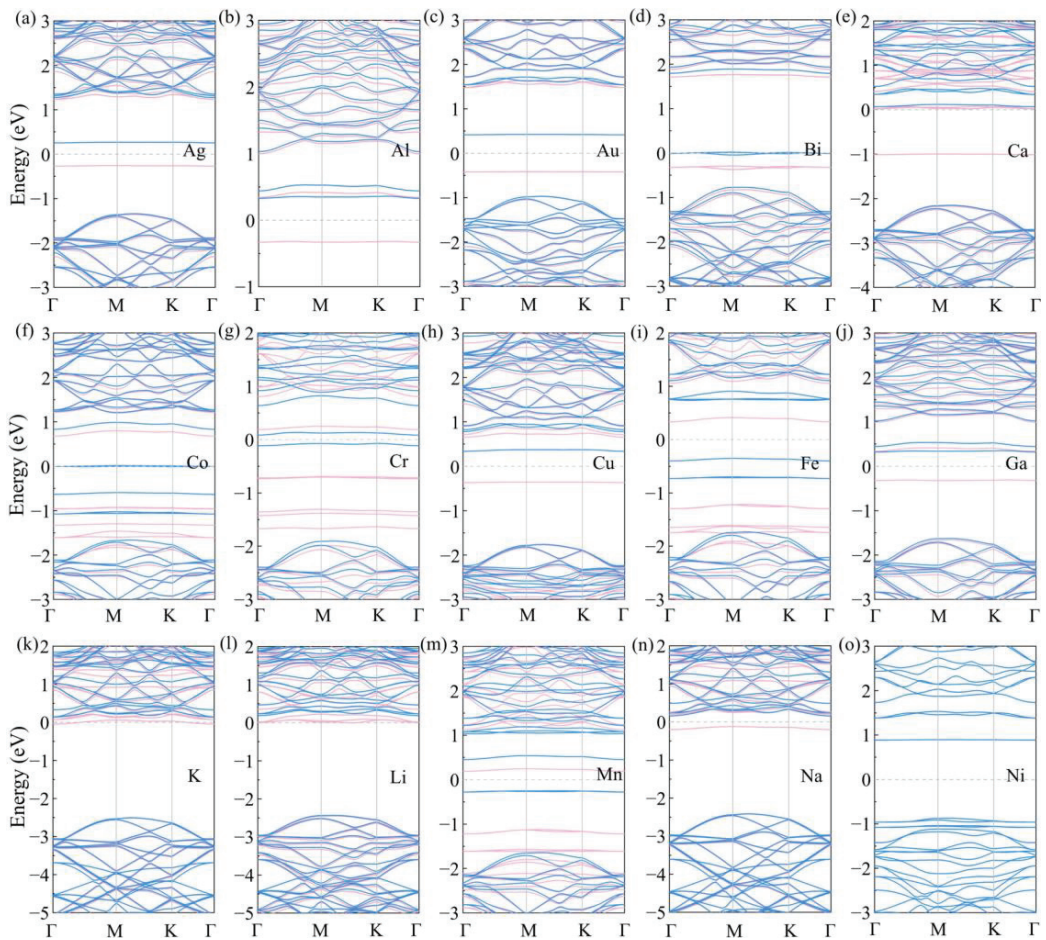 (a) (b) (c) (d) (e)
3 3 3 3 2
2 2 2 2 1
1 1 1 1 0
0 0 0 0 −1
−1 −1 −1 −2
−2 −2 −2 −3
−3 −1 −3 −3 −4
Energy (eV)
Ag Al Au Bi Ca
Γ M K Γ Γ M K Γ Γ M K Γ Γ M K Γ Γ M K Γ
(f) (g) (h) (i) (j)
3 2 3 2 3
2 1 2 1 2
1 0 1 0 1
0 −1 0 −1 0
−1 −2 −1 −2 −1
−2 −2 −2
−3 −3 −3 −3 −3
Energy (eV)
Co Cr Cu Fe Ga
Γ M K Γ Γ M K Γ Γ M K Γ Γ M K Γ Γ M K Γ
(k) (l) (m) (n) (o)
2 2 3 2 3
1 1 2 1 2
0 0 1 0 1
−1 −1 0 −1 0
−2 −2 −1 −2 −1
−3 −3 −2 −3 −2
−4 −4 −4
−5 −5 −3 −5 −3
Energy (eV)
K Li Mn Na Ni
Γ M K Γ Γ M K Γ Γ M K Γ Γ M K Γ Γ M K Γ